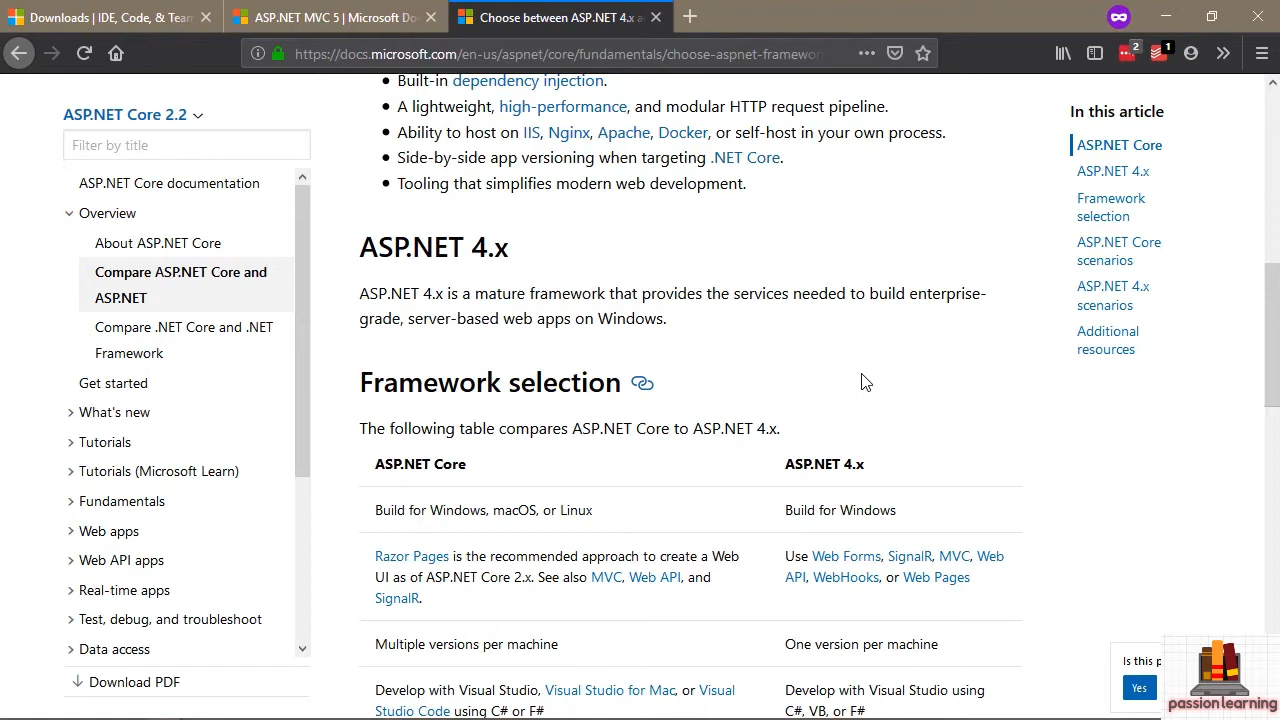 Downloads | IDE, Code, & Team
ASP.NET MVC 5 | Microsoft Do
Choose between ASP.NET 4.x a
https://docs.microsoft.com/en-us/aspnet/core/fundamentals/choose-aspnet-framewo
2
1
ASP.NET Core 2.2
Filter by title
ASP.NET Core documentation
Overview
About ASP.NET Core
Compare ASP.NET Core and
ASP.NET
Compare .NET Core and .NET
Framework
Get started
What's new
Tutorials
Tutorials (Microsoft Learn)
Fundamentals
Web apps
Web API apps
Real-time apps
Test, debug, and troubleshoot
Data access
Download PDF
• Built-in dependency injection.
• A lightweight, high-performance, and modular HTTP request pipeline.
• Ability to host on IIS, Nginx, Apache, Docker, or self-host in your own process.
• Side-by-side app versioning when targeting .NET Core.
• Tooling that simplifies modern web development.
ASP.NET 4.x
ASP.NET 4.x is a mature framework that provides the services needed to build enterprise-
grade, server-based web apps on Windows.
Framework selection
The following table compares ASP.NET Core to ASP.NET 4.x.
ASP.NET Core ASP.NET 4.x
Build for Windows, macOS, or Linux Build for Windows
Razor Pages is the recommended approach to create a Web Use Web Forms, SignalR, MVC, Web
UI as of ASP.NET Core 2.x. See also MVC, Web API, and API, WebHooks, or Web Pages
SignalR.
Multiple versions per machine One version per machine
Develop with Visual Studio, Visual Studio for Mac, or Visual Develop with Visual Studio using
Studio Code using C# or F# C#, VB, or F#
In this article
ASP.NET Core
ASP.NET 4.x
Framework
selection
ASP.NET Core
scenarios
ASP.NET 4.x
scenarios
Additional
resources
Is this p
Yes
passion learning